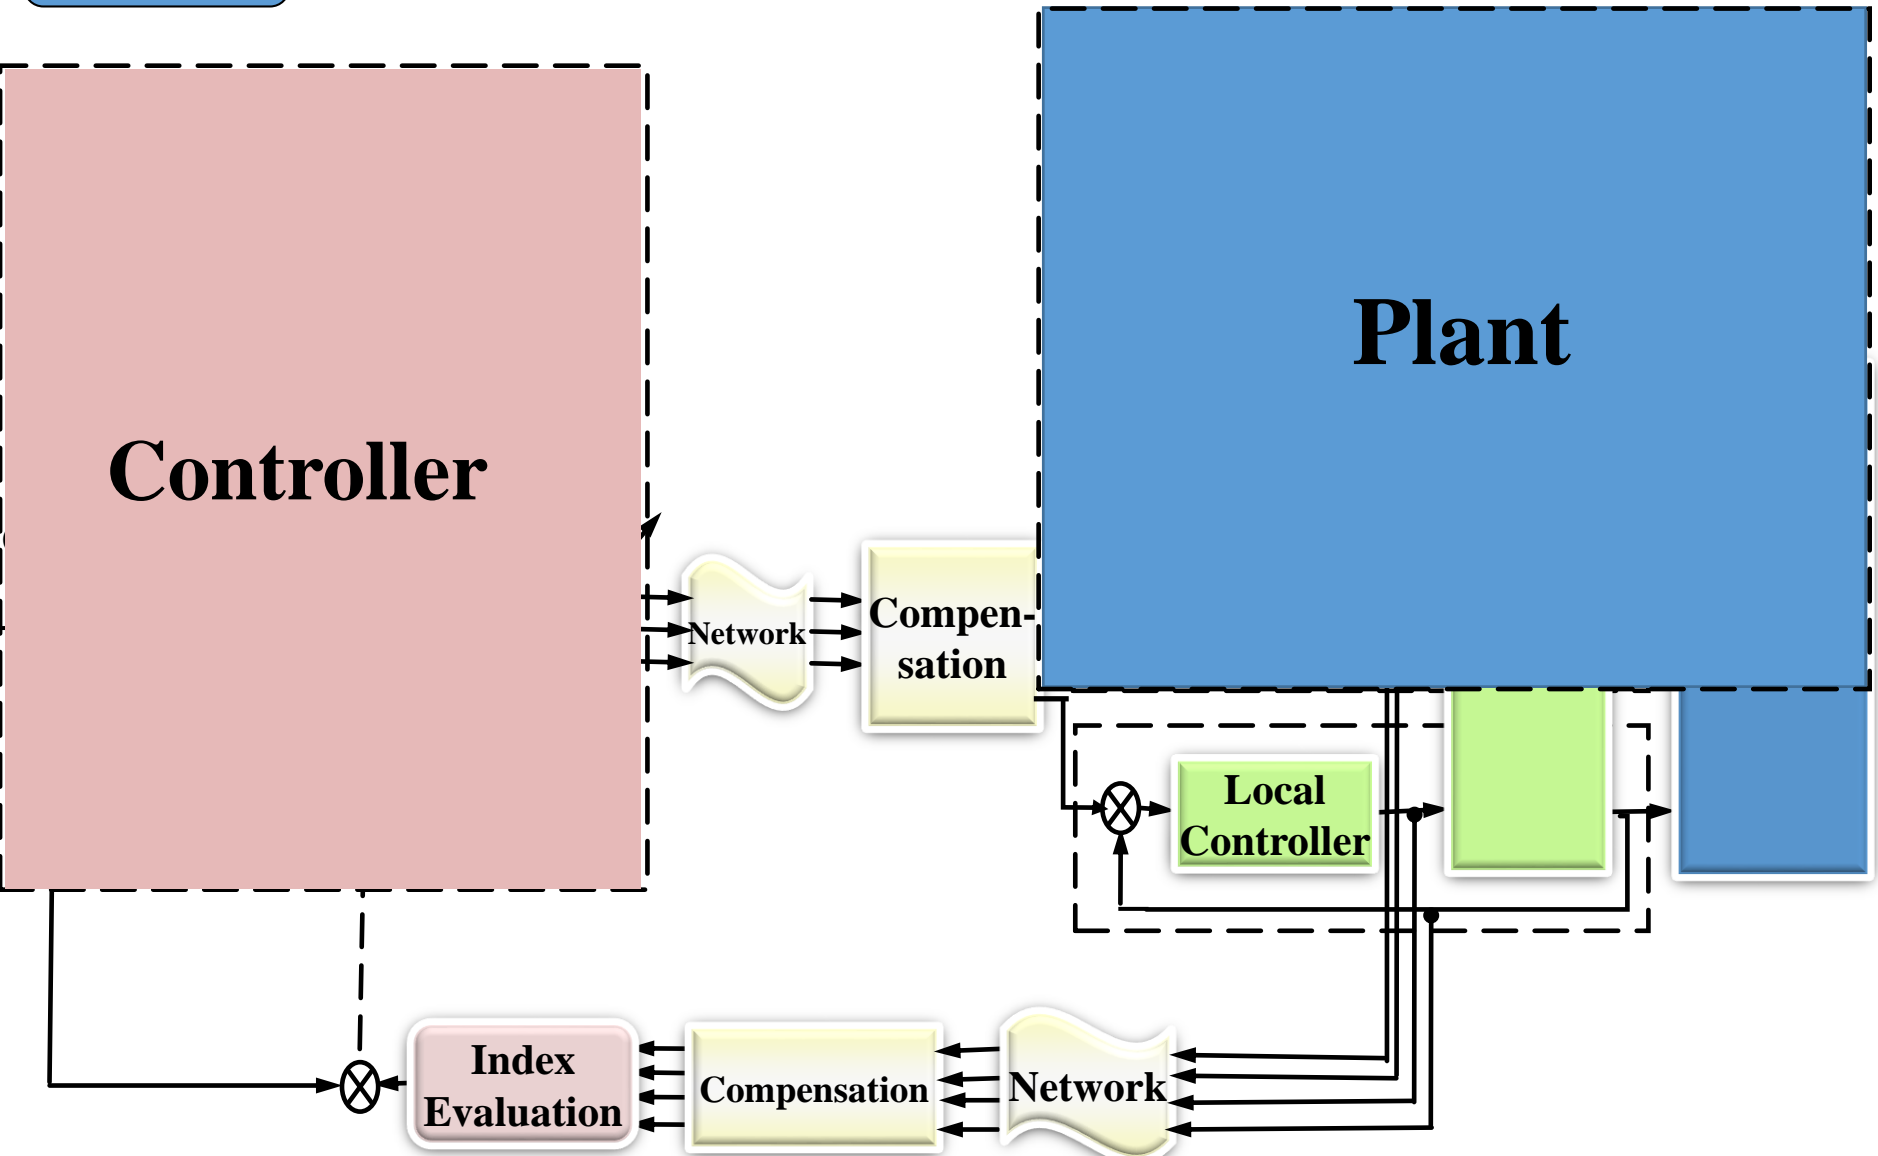 Plant
Controller
Network
Compen-
sation
Local
Controller
Index
Evaluation
Compensation
Network